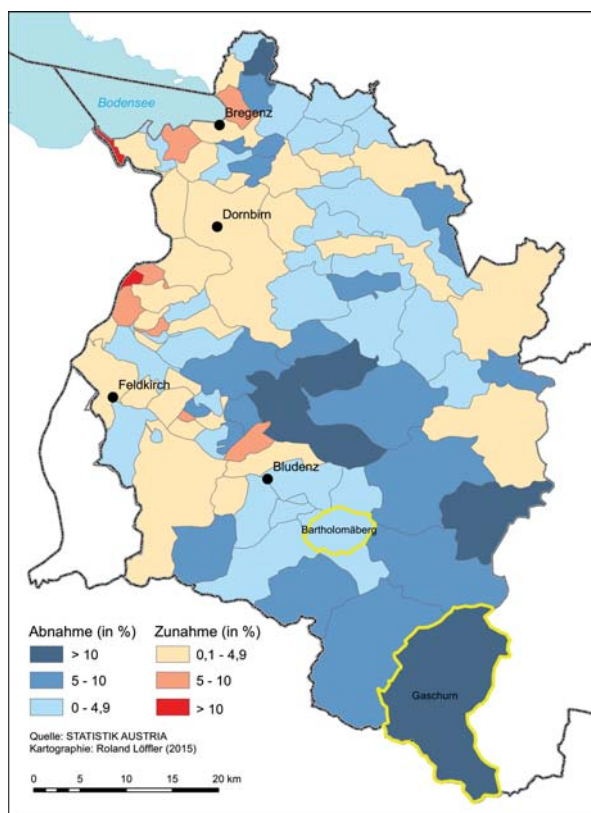 Bodensee
Bregenz
Dornbirn
Feldkirch
Bludenz
Bartholomäberg
Gaschurn
Abnahme (in %)
> 10
5 - 10
0 - 4,9
Zunahme (in %)
0,1 - 4,9
5 - 10
> 10
Quelle: STATISTIK AUSTRIA
Kartographie: Roland Löffler (2015)
0 5 10 15 20 km